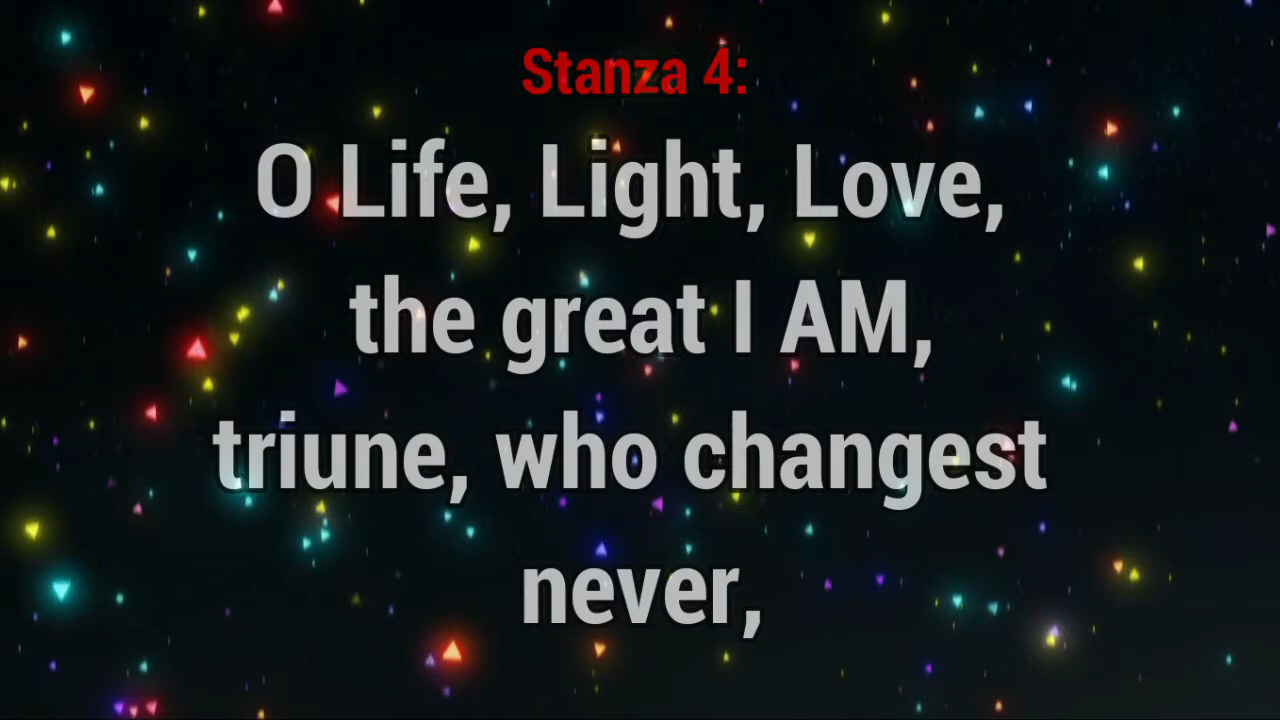 Stanza 4:
O Life, Light, Love,
the great I AM,
triune, who changest
never,